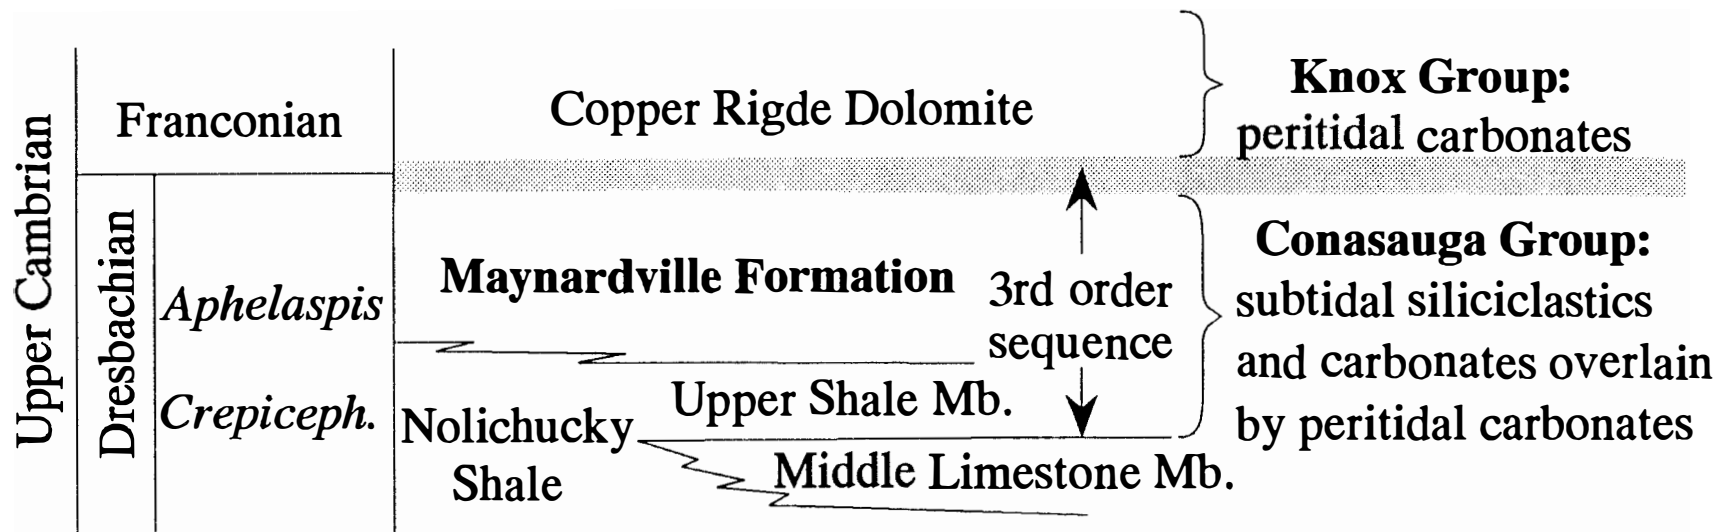 Upper Cambrian
Franconian
Dresbachian
Aphelaspis
Crepiceph.
Copper Rigde Dolomite
Maynardville Formation
3rd order
sequence
Upper Shale Mb.
Nolichucky
Shale
Middle Limestone Mb.
Knox Group:
peritidal carbonates
Conasauga Group:
subtidal siliciclastics
and carbonates overlain
by peritidal carbonates